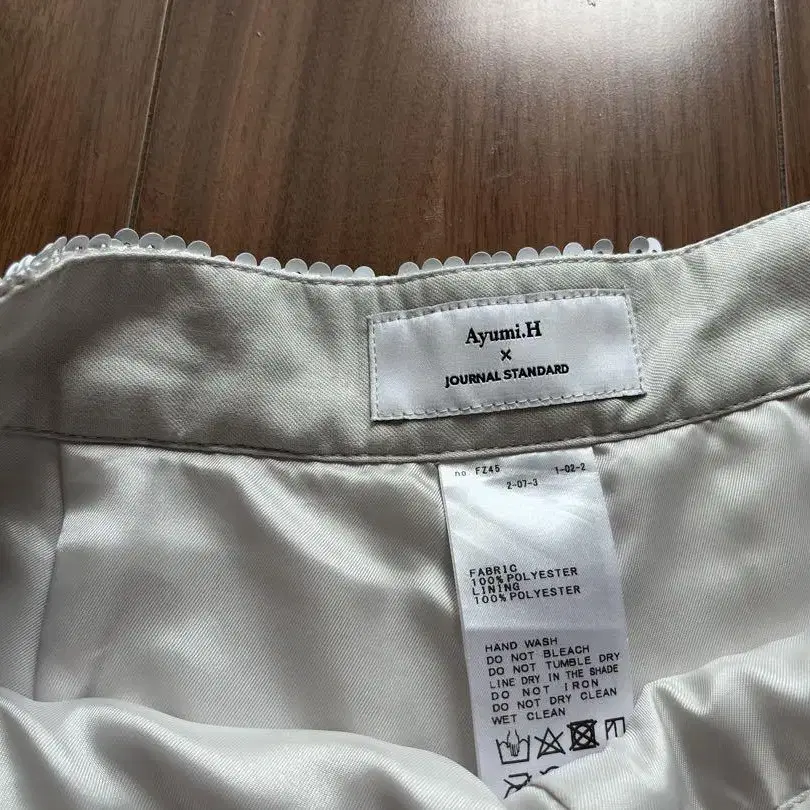 Ayumi.H
×
JOURNAL STANDARD
no. FZ45 1-02-2
2-07-3
FABRIC
100% POLYESTER
LINING
100% POLYESTER
HAND WASH
DO NOT BLEACH
DO NOT TUMBLE DRY
LINE DRY IN THE SHADE
DO NOT IRON
DO NOT DRY CLEAN
WET CLEAN